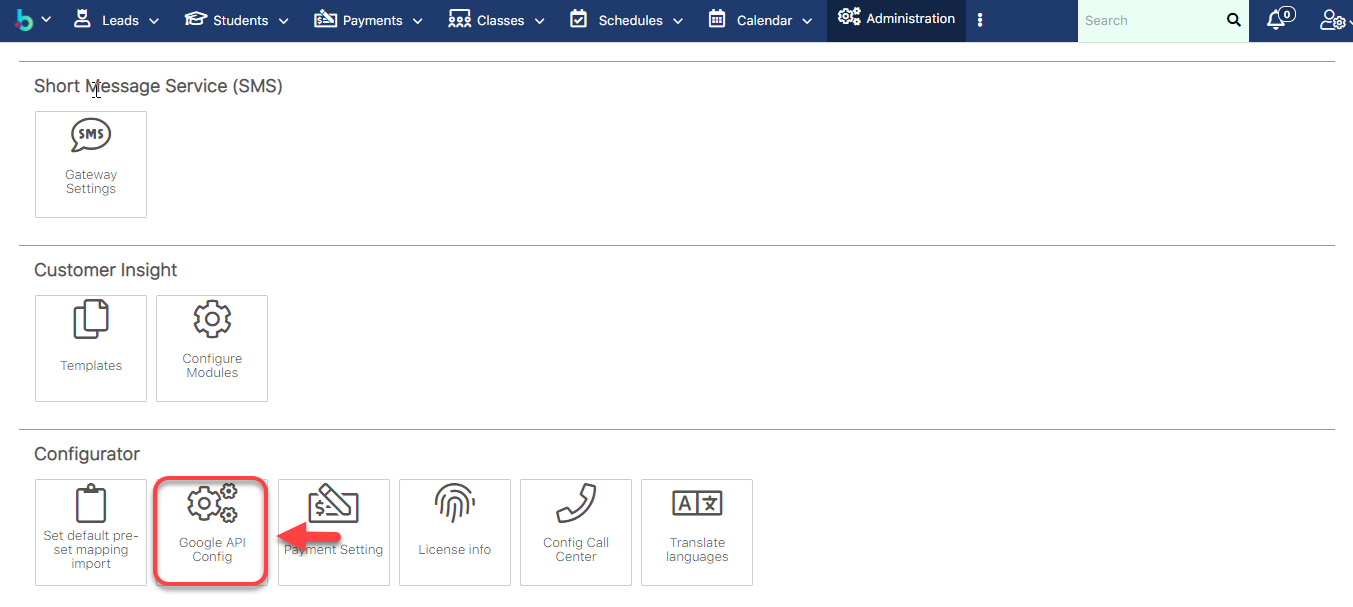 Leads Students Payments Classes Schedules Calendar Administration Search 0
Short Message Service (SMS)
SMS
Gateway
Settings
Customer Insight
Templates
Configure
Modules
Configurator
Set default pre-
set mapping
import
Google API
Config
$
Payment Setting
License info
Config Call
Center
A 文
Translate
languages